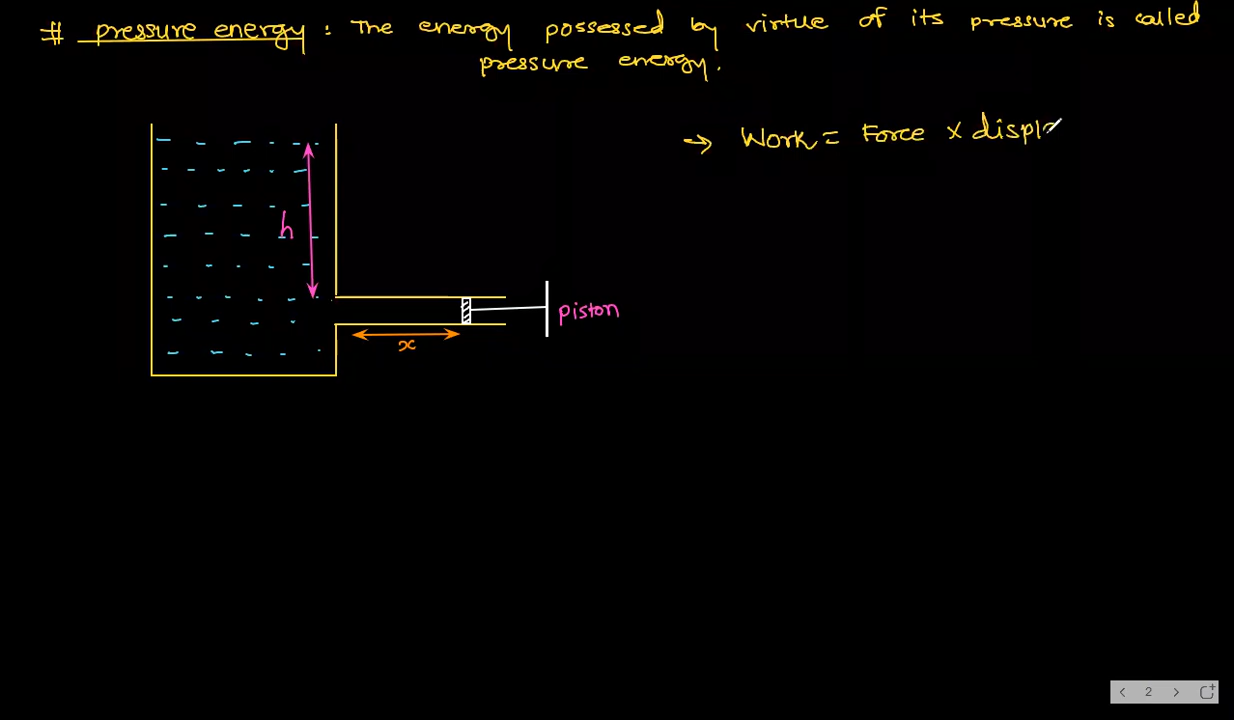 # pressure energy : The energy possessed by virtue of its pressure is called
pressure energy.
→ Work = Force × displ
h
piston
x
2